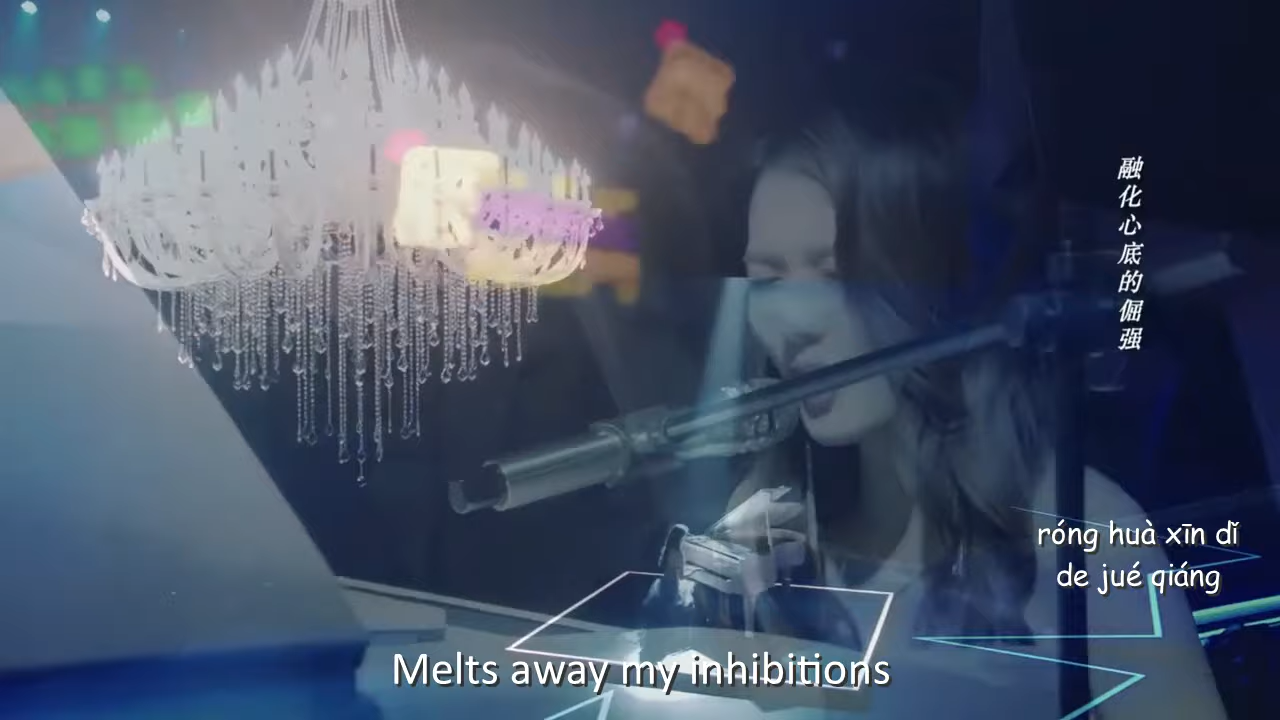 融化心底的倔强
róng huà xīn dǐ
de jué qiáng
Melts away my inhibitions